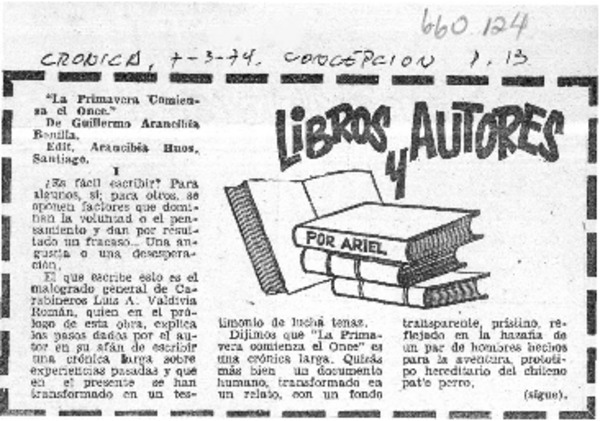 660 124
CRONICA, 7-3-74. CONCEPCION P. 13
"La Primavera Comien-
sa el Once."
De Guillermo Arancibia
Bonilla.
Edit. Arancibia Hnos.
Santiago.
I
¿Es fácil escribir? Para
algunos, sí; para otros, se
oponen factores que domi-
nan la voluntad o el pen-
samiento y dan por resul-
tado un fracaso... Una an-
gustia o una desespera-
ción.
El que escribe esto es el
malogrado general de Ca-
rabineros Luis A. Valdivia
Román, quien en el pró-
logo de esta obra, explica
los pasos dados por el au-
tor en su afán de escribir
una crónica larga sobre
experiencias pasadas y que
en el presente se han
transformado en un tes-
LIBROS y AUTORES
POR ARIEL
timonio de lucha tenaz.
Dijimos que "La Prima-
vera comienza el Once" es
una crónica larga. Quizás
más bien un documento
humano, transformado en
un relato, con un fondo
transparente, prístino, re-
flejado en la hazaña de
un par de hombres hechos
para la aventura, prototi-
po hereditario del chileno
pat'e perro.
(sigue).